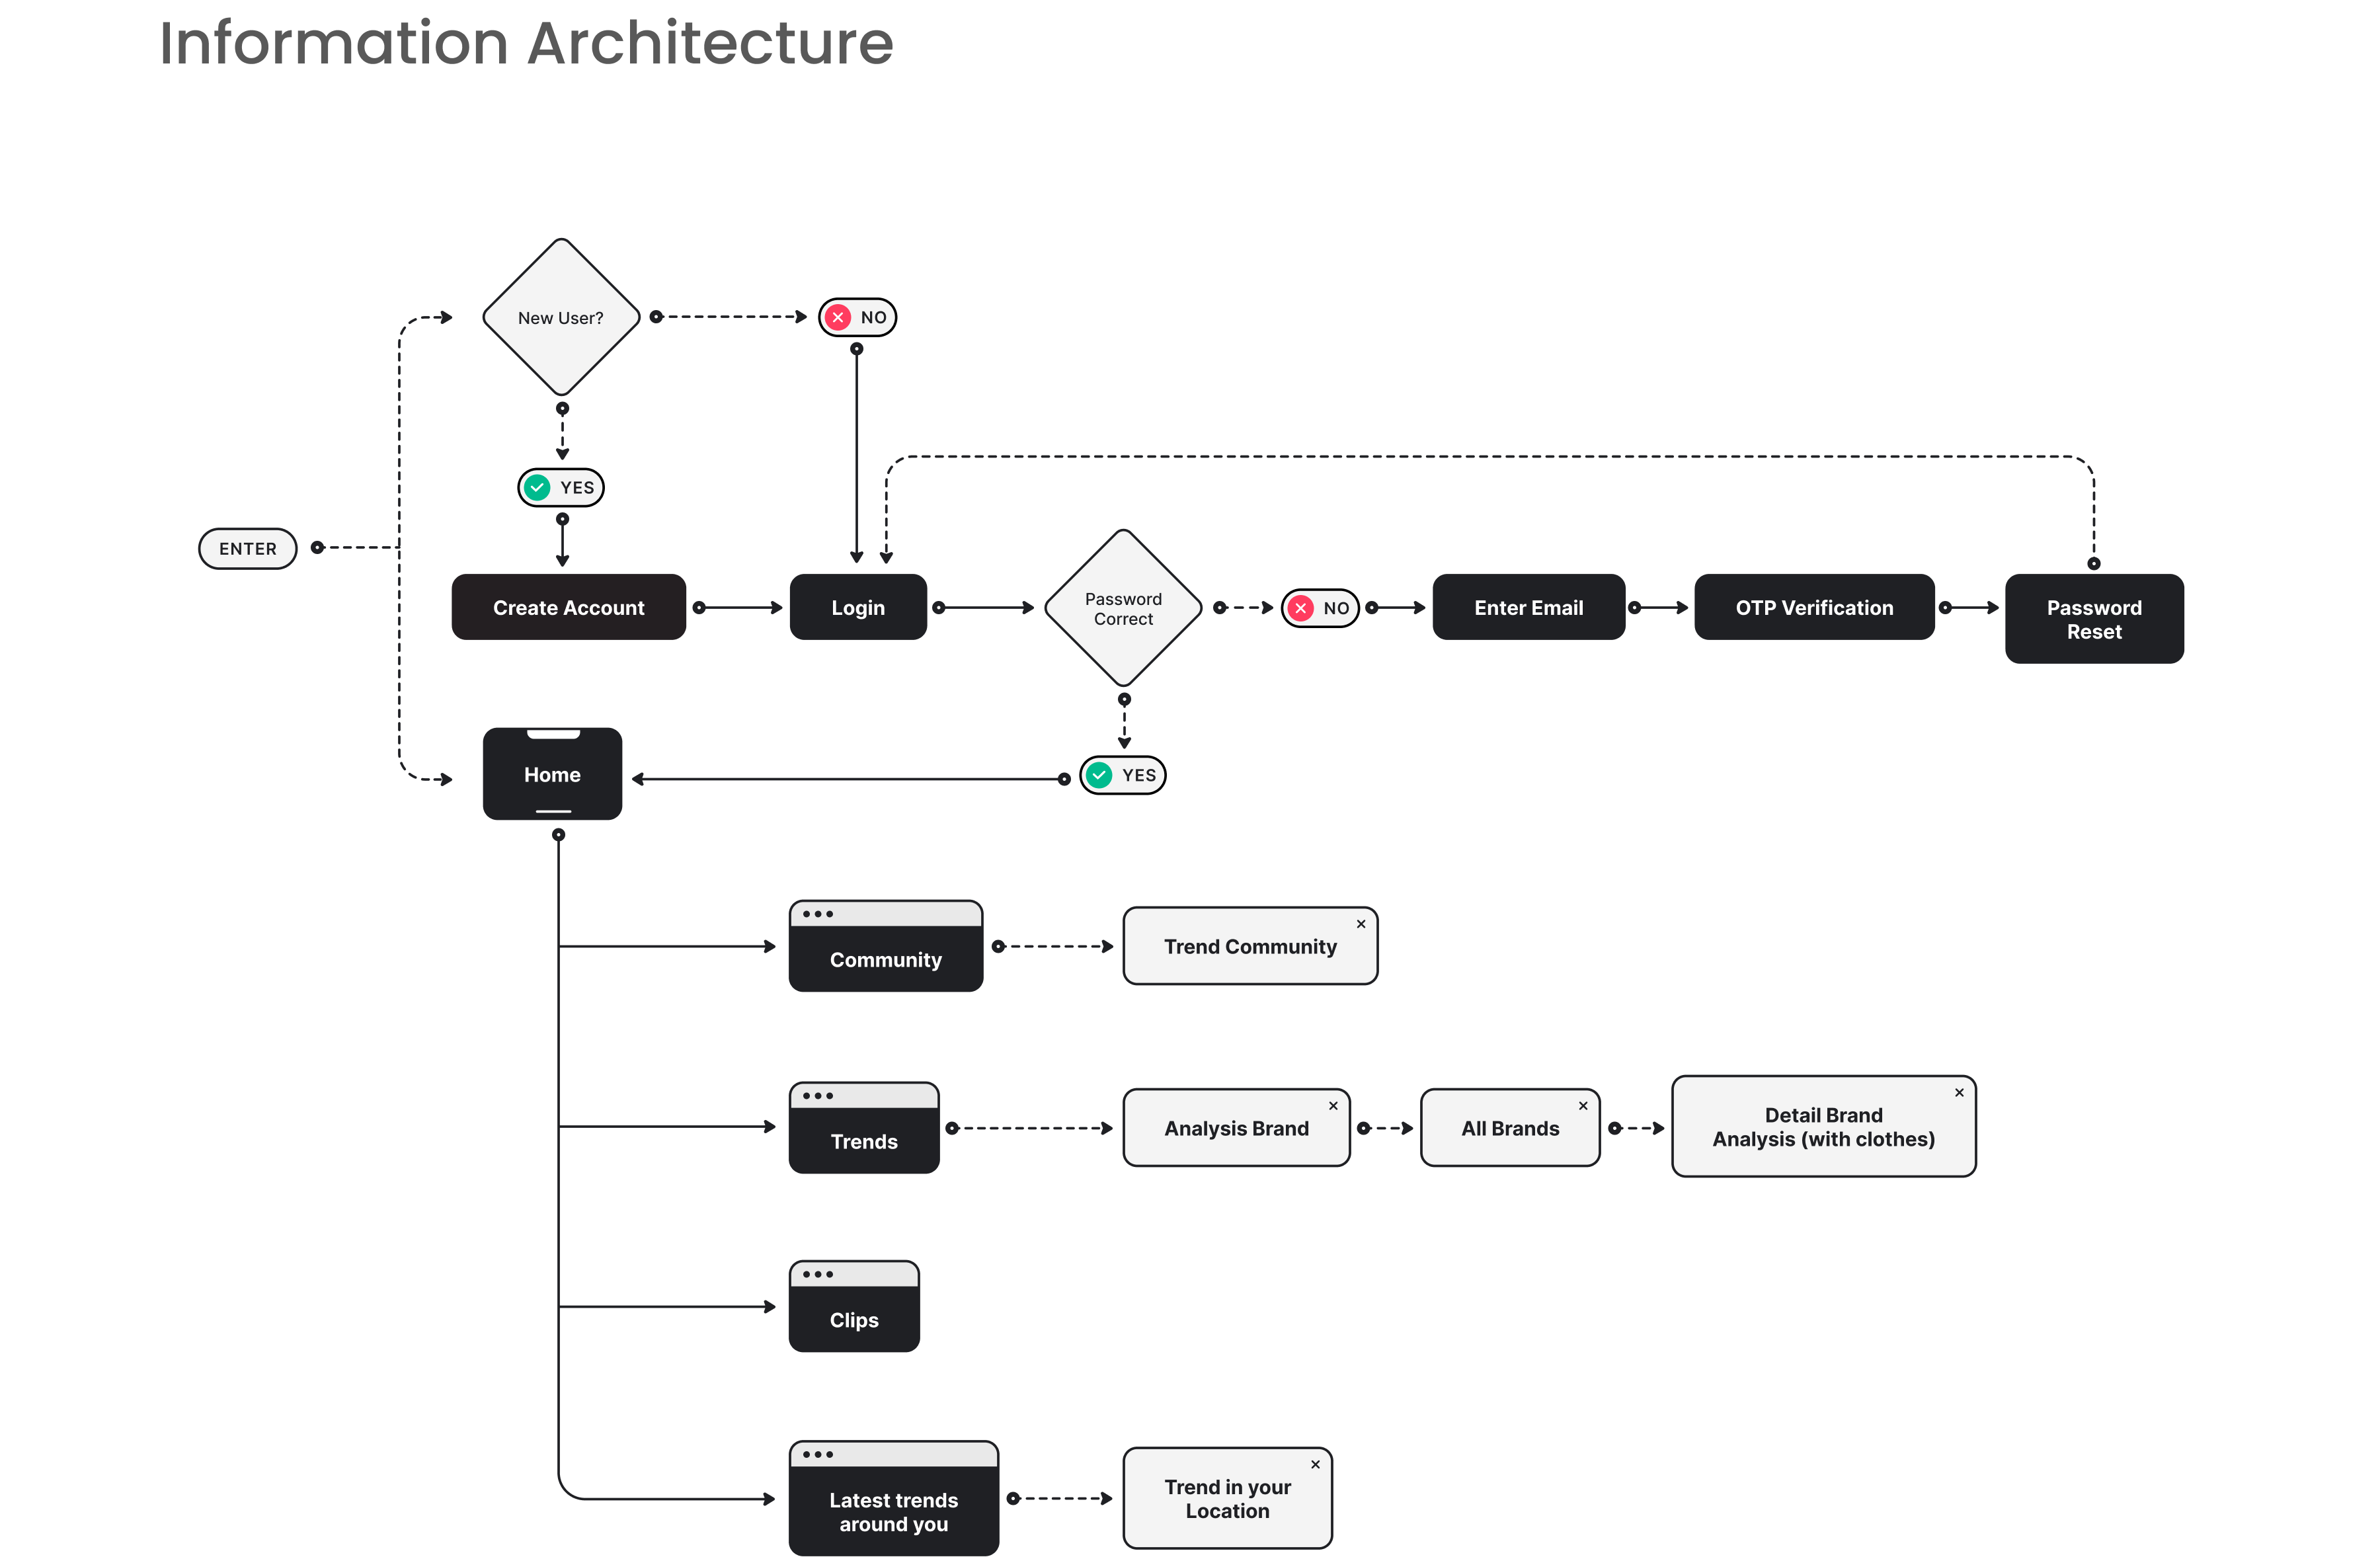 Information Architecture
New User?
NO
YES
ENTER
Create Account
Login
Password
Correct
NO
Enter Email
OTP Verification
Password
Reset
Home
YES
Community
Trend Community
Trends
Analysis Brand
All Brands
Detail Brand
Analysis (with clothes)
Clips
Latest trends
around you
Trend in your
Location